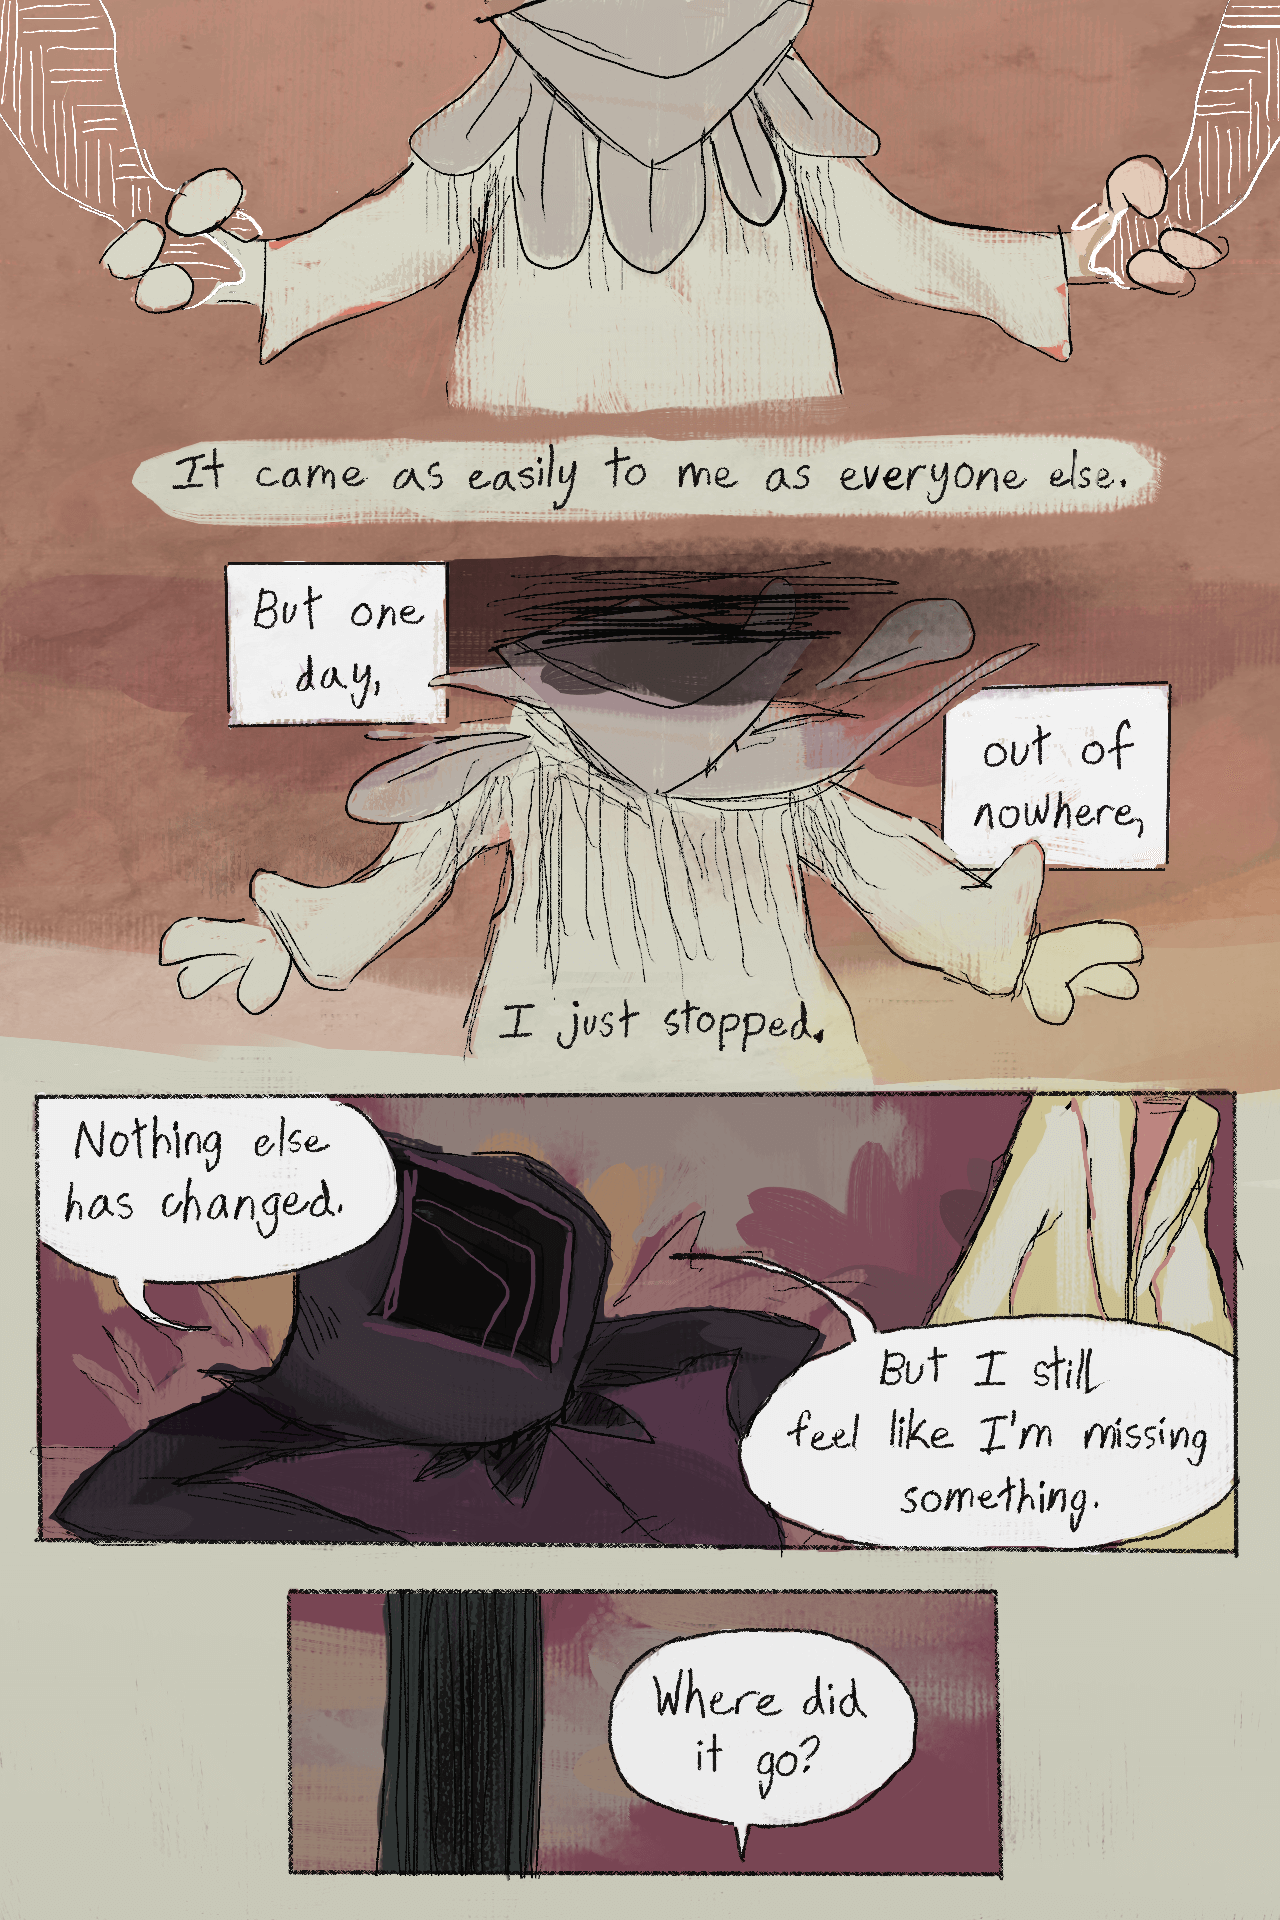 It came as easily to me as everyone else.
But one
day,
out of
nowhere,
I just stopped.
Nothing else
has changed.
But I still
feel like I'm missing
something.
Where did
it go?